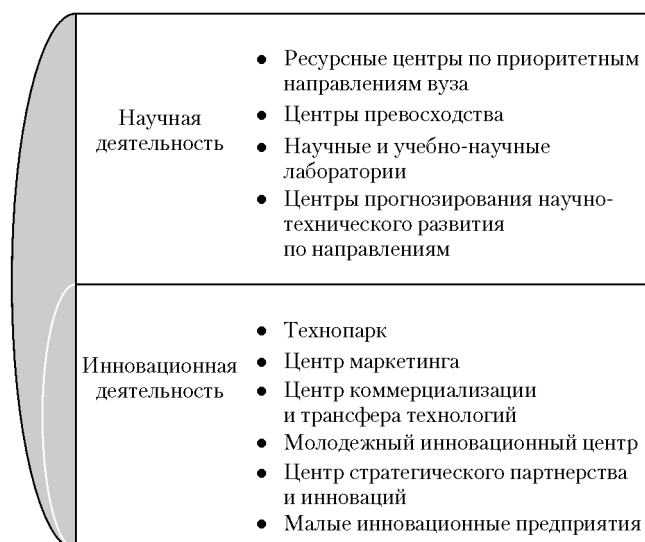 Научная
деятельность
● Ресурсные центры по приоритетным
направлениям вуза
● Центры превосходства
● Научные и учебно-научные
лаборатории
● Центры прогнозирования научно-
технического развития
по направлениям
Инновационная
деятельность
● Технопарк
● Центр маркетинга
● Центр коммерциализации
и трансфера технологий
● Молодежный инновационный центр
● Центр стратегического партнерства
и инноваций
● Малые инновационные предприятия